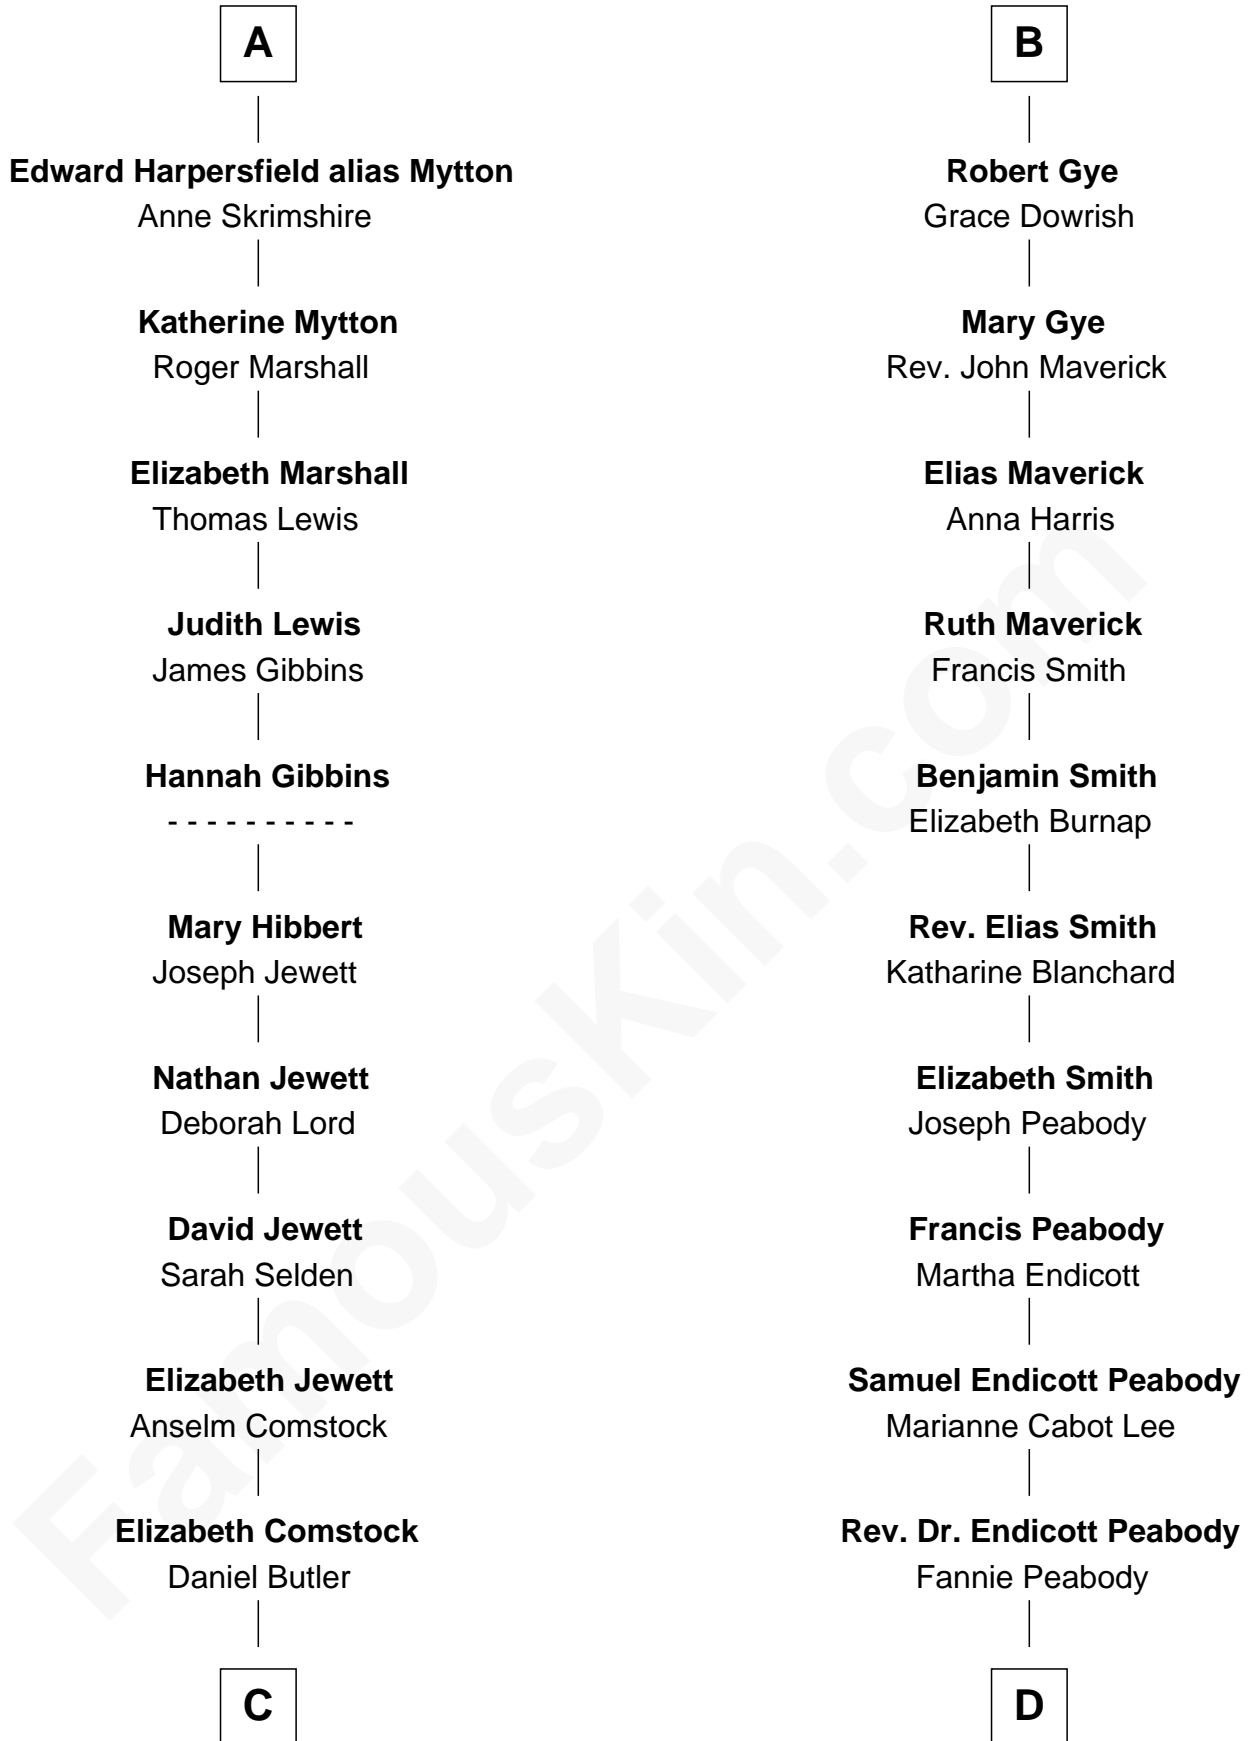 A
Edward Harpersfield alias Mytton
Anne Skrimshire
Katherine Mytton
Roger Marshall
Elizabeth Marshall
Thomas Lewis
Judith Lewis
James Gibbins
Hannah Gibbins
- - - - - - - - - -
Mary Hibbert
Joseph Jewett
Nathan Jewett
Deborah Lord
David Jewett
Sarah Selden
Elizabeth Jewett
Anselm Comstock
Elizabeth Comstock
Daniel Butler
C
B
Robert Gye
Grace Dowrish
Mary Gye
Rev. John Maverick
Elias Maverick
Anna Harris
Ruth Maverick
Francis Smith
Benjamin Smith
Elizabeth Burnap
Rev. Elias Smith
Katharine Blanchard
Elizabeth Smith
Joseph Peabody
Francis Peabody
Martha Endicott
Samuel Endicott Peabody
Marianne Cabot Lee
Rev. Dr. Endicott Peabody
Fannie Peabody
D
FamousKin.com